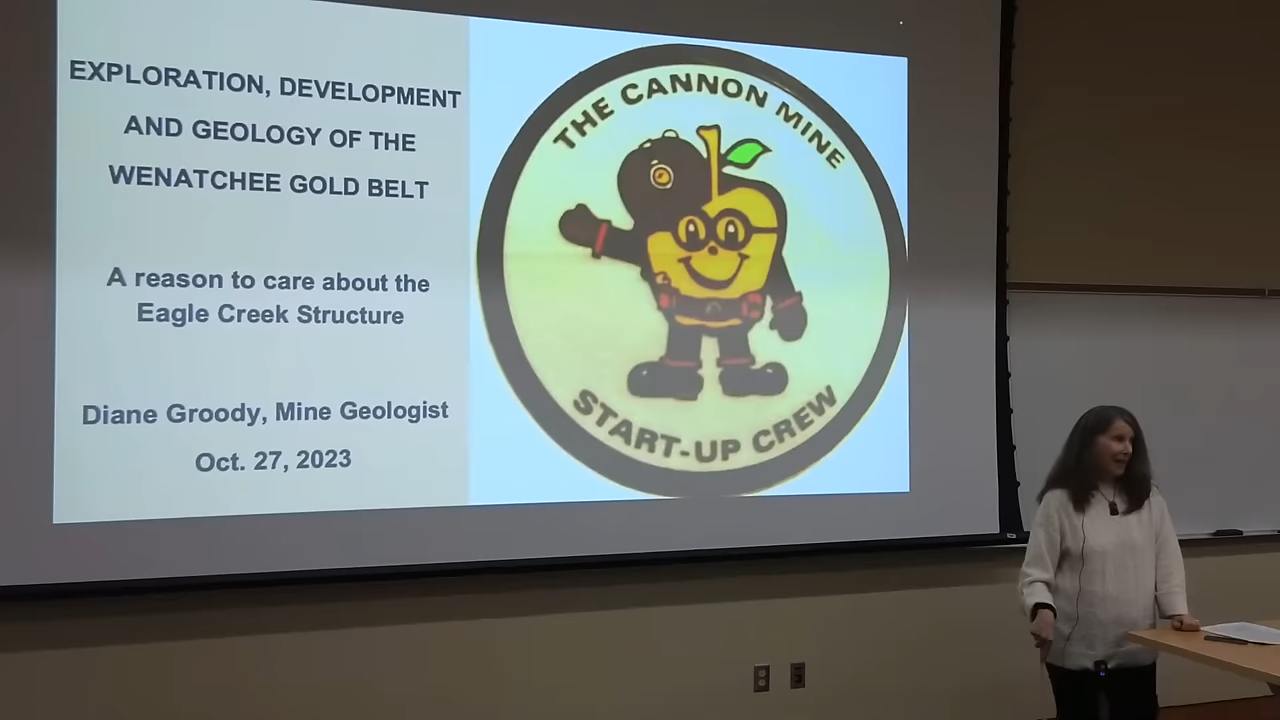 EXPLORATION, DEVELOPMENT
AND GEOLOGY OF THE
WENATCHEE GOLD BELT
A reason to care about the
Eagle Creek Structure
Diane Groody, Mine Geologist
Oct. 27, 2023
THE CANNON MINE
START-UP CREW